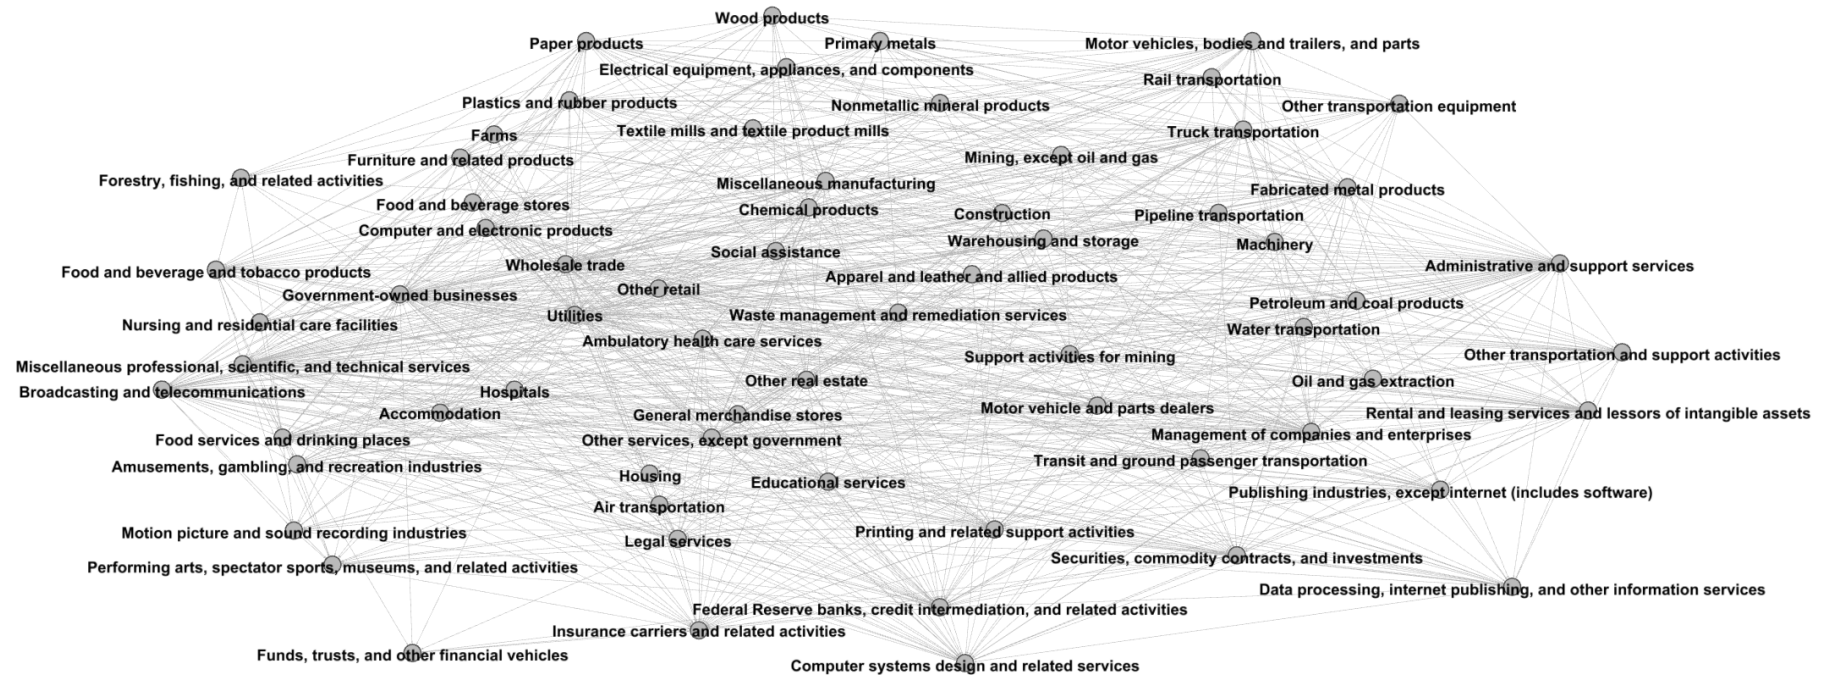 Wood products
Paper products
Primary metals
Motor vehicles, bodies and trailers, and parts
Electrical equipment, appliances, and components
Rail transportation
Plastics and rubber products
Nonmetallic mineral products
Other transportation equipment
Farms
Textile mills and textile product mills
Truck transportation
Furniture and related products
Mining, except oil and gas
Forestry, fishing, and related activities
Miscellaneous manufacturing
Fabricated metal products
Food and beverage stores
Chemical products
Construction
Pipeline transportation
Computer and electronic products
Warehousing and storage
Machinery
Social assistance
Wholesale trade
Administrative and support services
Food and beverage and tobacco products
Apparel and leather and allied products
Government-owned businesses
Other retail
Petroleum and coal products
Utilities
Waste management and remediation services
Nursing and residential care facilities
Water transportation
Ambulatory health care services
Support activities for mining
Other transportation and support activities
Miscellaneous professional, scientific, and technical services
Other real estate
Oil and gas extraction
Broadcasting and telecommunications
Hospitals
Accommodation
General merchandise stores
Motor vehicle and parts dealers
Rental and leasing services and lessors of intangible assets
Food services and drinking places
Other services, except government
Management of companies and enterprises
Amusements, gambling, and recreation industries
Transit and ground passenger transportation
Housing
Educational services
Publishing industries, except internet (includes software)
Air transportation
Motion picture and sound recording industries
Legal services
Printing and related support activities
Securities, commodity contracts, and investments
Performing arts, spectator sports, museums, and related activities
Data processing, internet publishing, and other information services
Federal Reserve banks, credit intermediation, and related activities
Insurance carriers and related activities
Funds, trusts, and other financial vehicles
Computer systems design and related services